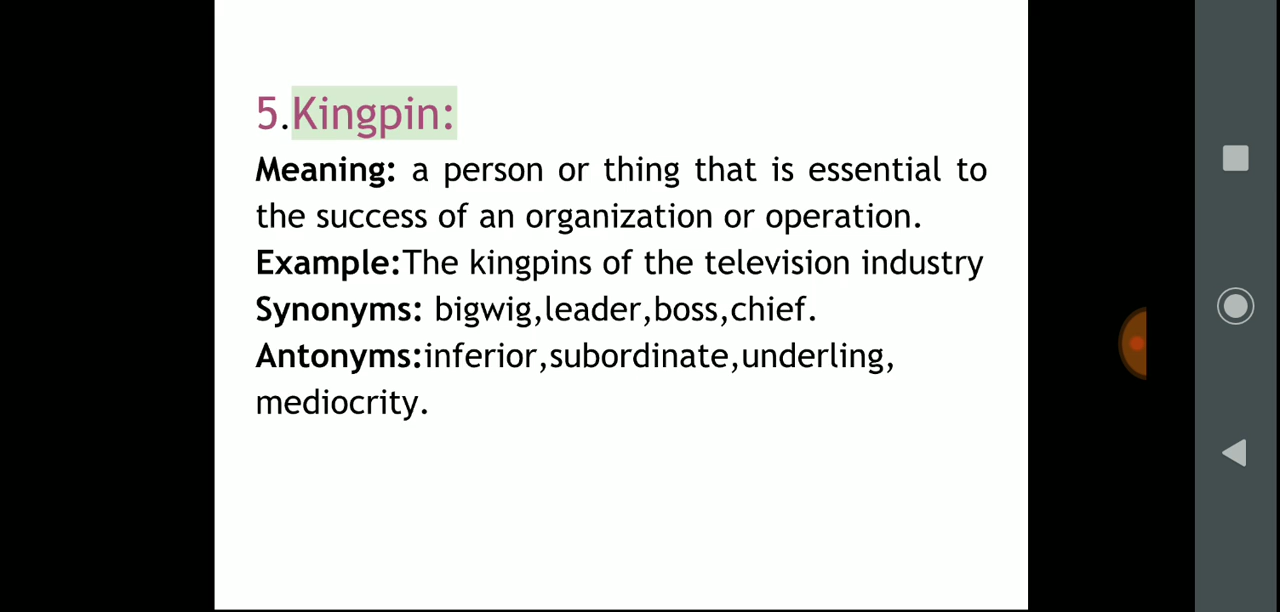 5.Kingpin:
Meaning: a person or thing that is essential to
the success of an organization or operation.
Example:The kingpins of the television industry
Synonyms: bigwig,leader,boss,chief.
Antonyms:inferior,subordinate,underling,
mediocrity.